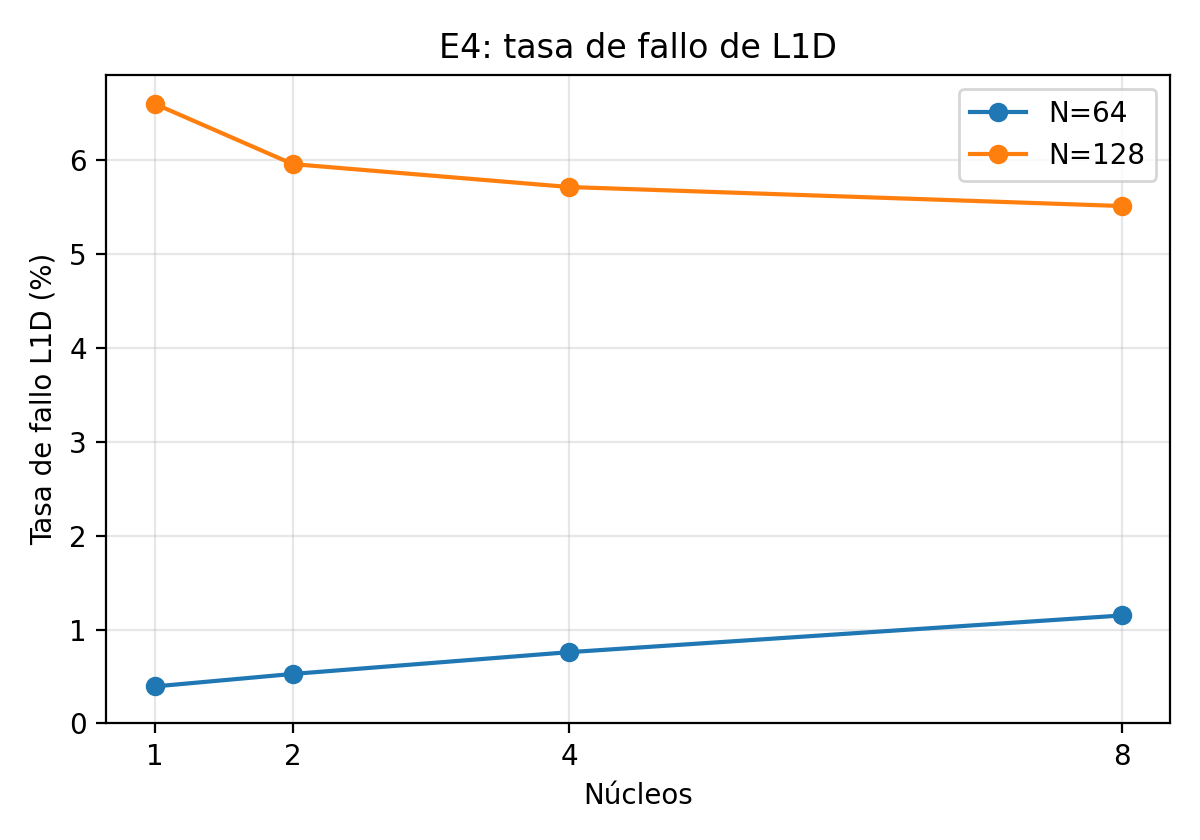 E4: tasa de fallo de L1D
N=64
N=128
Tasa de fallo L1D (%)
6
5
4
3
2
1
0
1 2 4 8
Núcleos